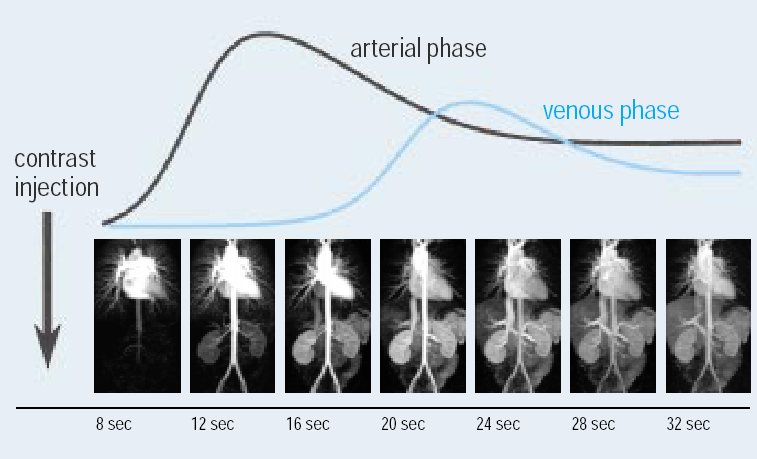 arterial phase
venous phase
contrast
injection
8 sec
12 sec
16 sec
20 sec
24 sec
28 sec
32 sec